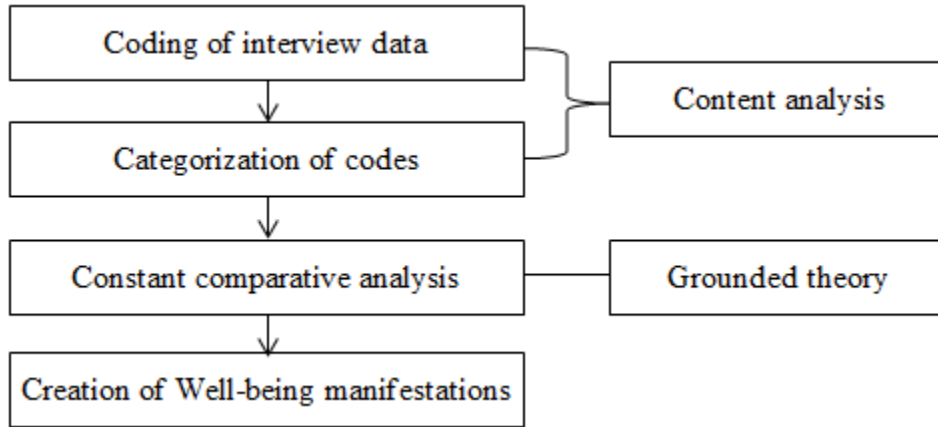 Coding of interview data
Content analysis
Categorization of codes
Constant comparative analysis
Grounded theory
Creation of Well-being manifestations